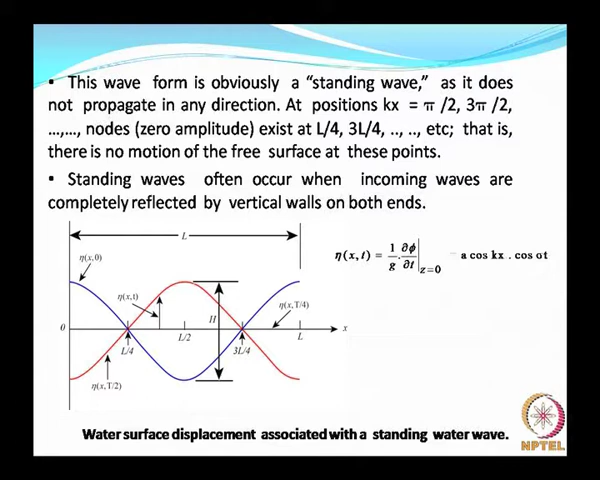 ▪ This wave form is obviously a “standing wave,” as it does
not propagate in any direction. At positions kx = π /2, 3π /2,
…,…, nodes (zero amplitude) exist at L/4, 3L/4, .., .., etc; that is,
there is no motion of the free surface at these points.
▪ Standing waves often occur when incoming waves are
completely reflected by vertical walls on both ends.
L
η(x,0)
η(x,t) = 1/g . ∂φ/∂t |z=0 = a cos kx . cos σt
η(x,t)
η(x,T/4)
H
0
x
L/4
L/2
3L/4
L
η(x,T/2)
Water surface displacement associated with a standing water wave.
NPTEL